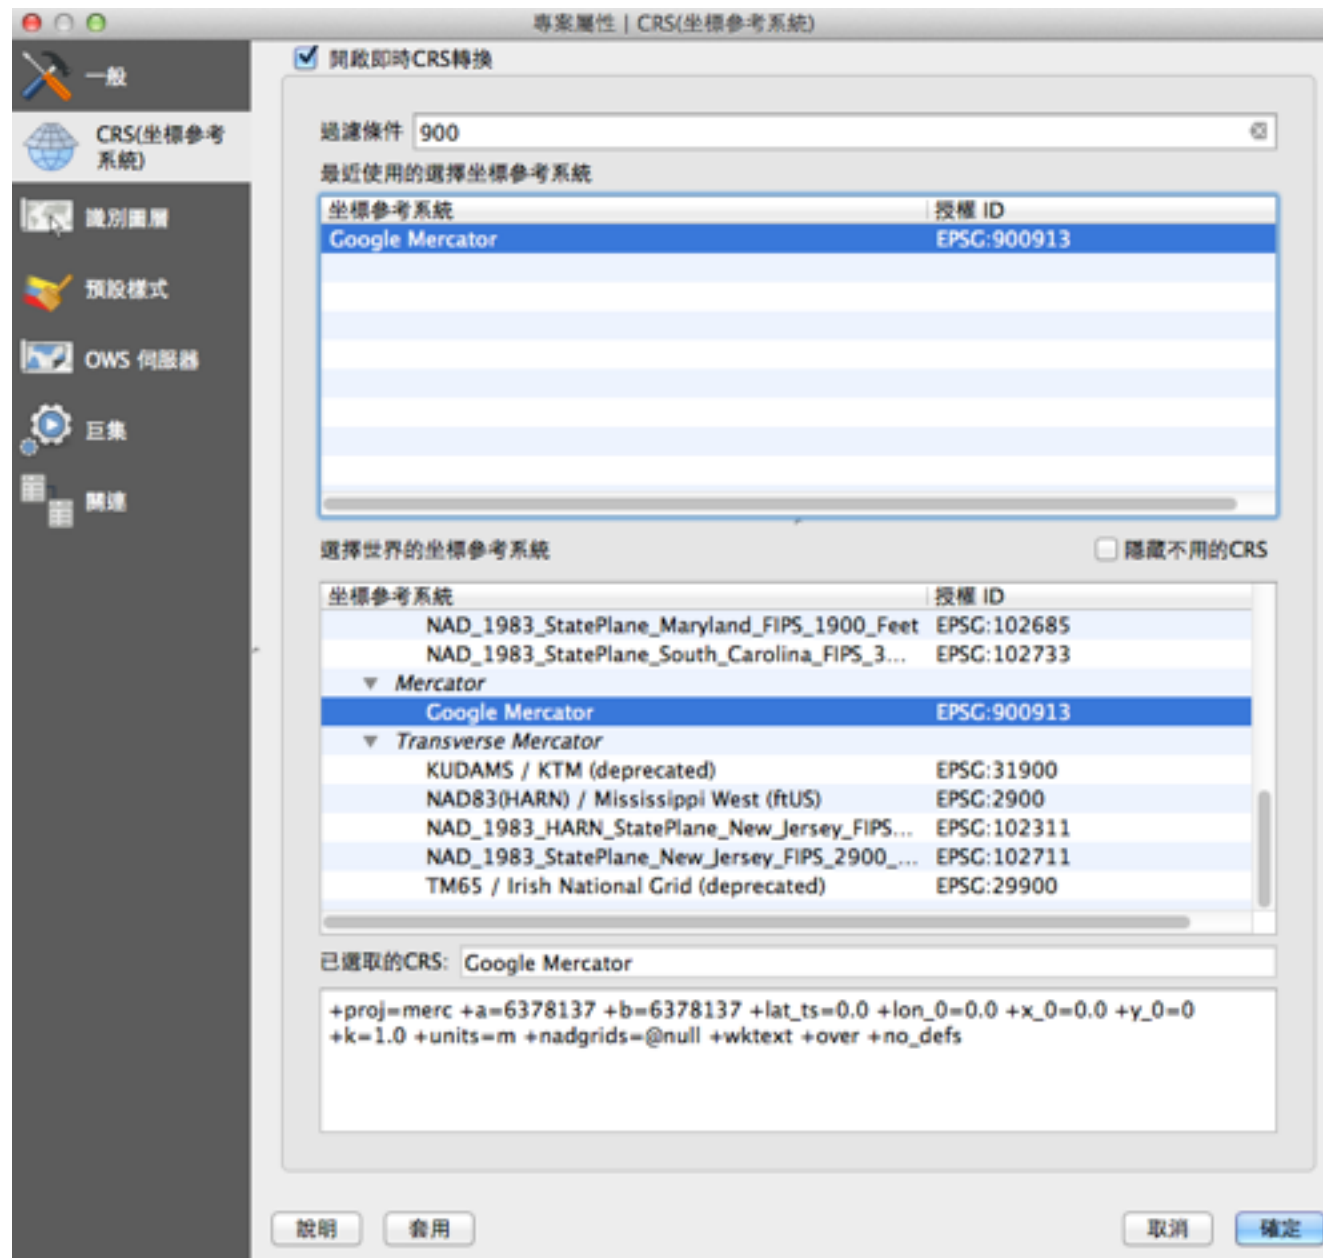 專案屬性 | CRS(坐標參考系統)
一般
CRS(坐標參考
系統)
識別圖層
預設樣式
OWS 伺服器
巨集
關連
開啟即時CRS轉換
過濾條件 900
最近使用的選擇坐標參考系統
坐標參考系統 授權 ID
Google Mercator EPSG:900913
選擇世界的坐標參考系統 隱藏不用的CRS
坐標參考系統 授權 ID
NAD_1983_StatePlane_Maryland_FIPS_1900_Feet EPSG:102685
NAD_1983_StatePlane_South_Carolina_FIPS_3... EPSG:102733
Mercator
Google Mercator EPSG:900913
Transverse Mercator
KUDAMS / KTM (deprecated) EPSG:31900
NAD83(HARN) / Mississippi West (ftUS) EPSG:2900
NAD_1983_HARN_StatePlane_New_Jersey_FIPS... EPSG:102311
NAD_1983_StatePlane_New_Jersey_FIPS_2900_... EPSG:102711
TM65 / Irish National Grid (deprecated) EPSG:29900
已選取的CRS: Google Mercator
+proj=merc +a=6378137 +b=6378137 +lat_ts=0.0 +lon_0=0.0 +x_0=0.0 +y_0=0
+k=1.0 +units=m +nadgrids=@null +wktext +over +no_defs
說明 套用 取消 確定